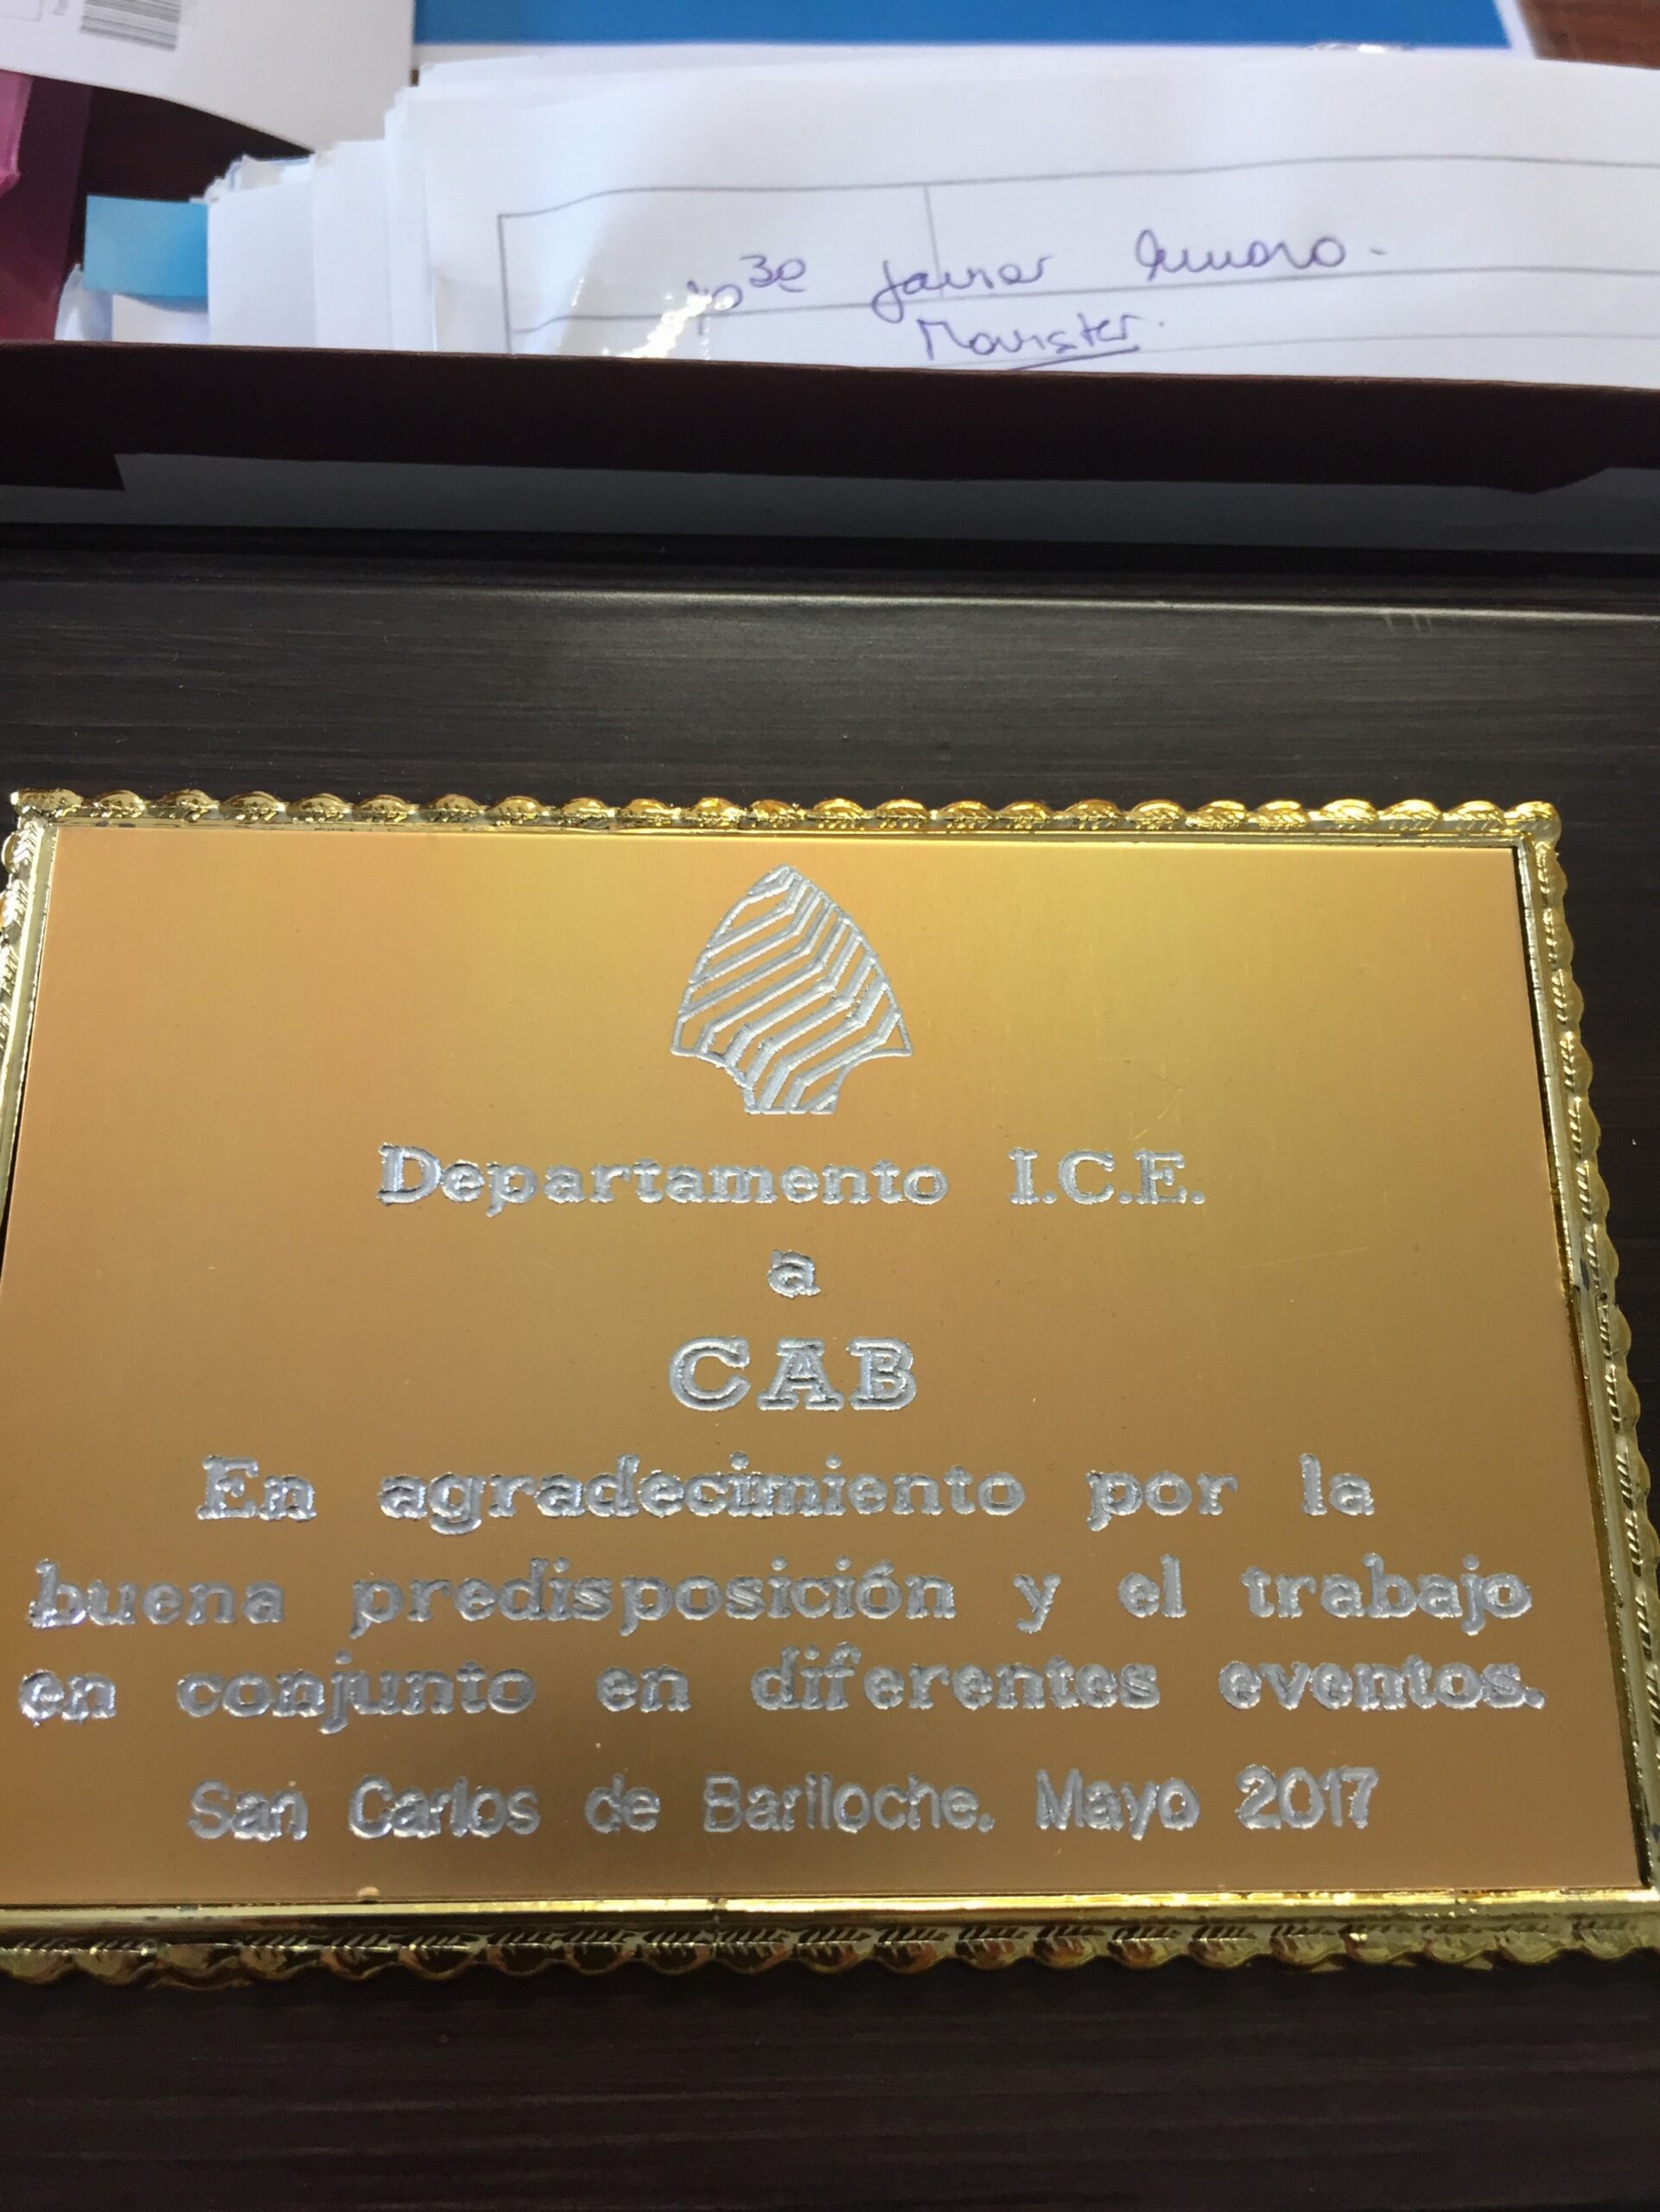 Javier
Movistar.
Departamento I.C.E.
a
CAB
En agradecimiento por la
buena predisposición y el trabajo
en conjunto en diferentes eventos.
San Carlos de Bariloche, Mayo 2017